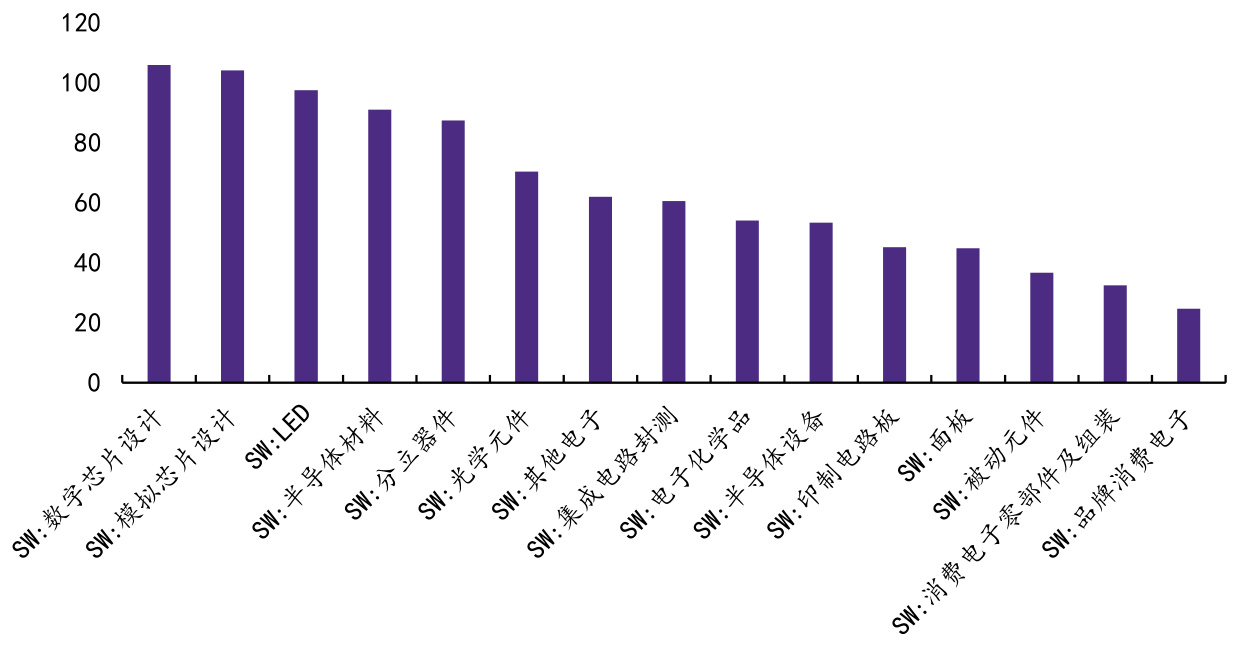 120
100
80
60
40
20
0
SW:数字芯片设计
SW:模拟芯片设计
SW:LED
SW:半导体材料
SW:分立器件
SW:光学元件
SW:其他电子
SW:集成电路封测
SW:电子化学品
SW:半导体设备
SW:印制电路板
SW:面板
SW:被动元件
SW:消费电子零部件及组装
SW:品牌消费电子